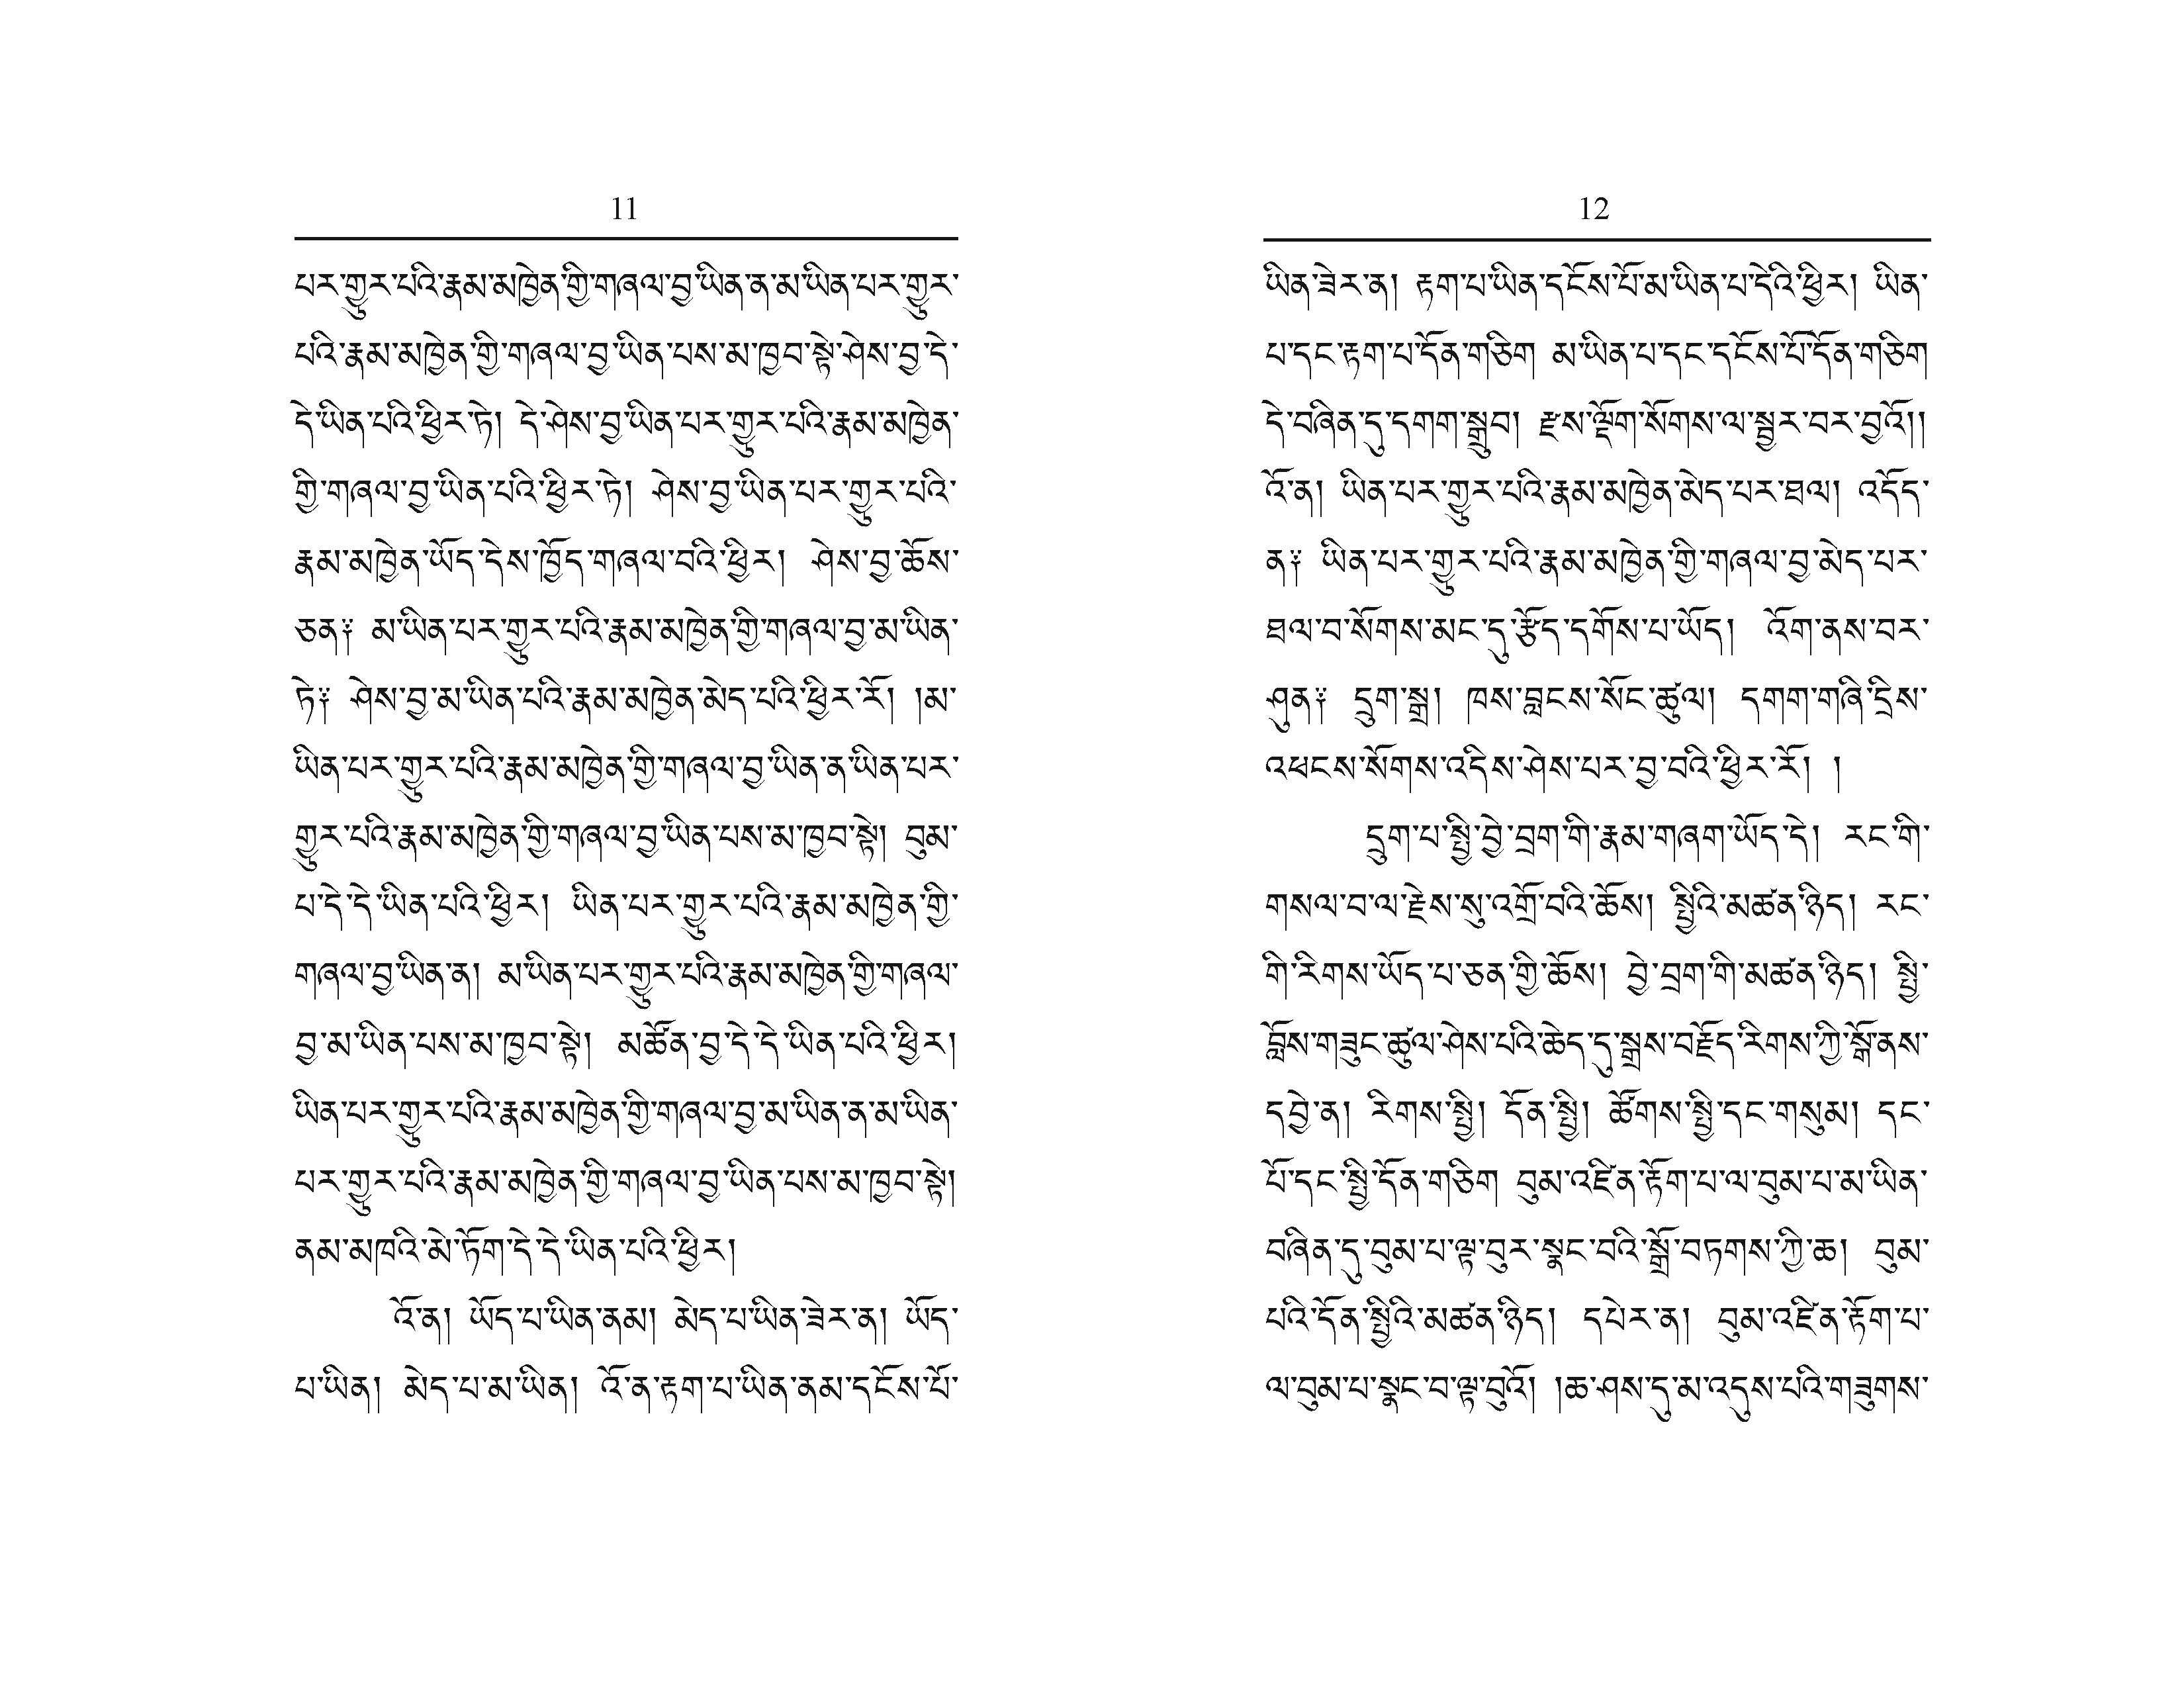 11
པར་གྱུར་པའི་རྣམ་མཁྱེན་གྱི་གཞལ་བྱ་ཡིན་ན་མ་ཡིན་པར་གྱུར་
པའི་རྣམ་མཁྱེན་གྱི་གཞལ་བྱ་ཡིན་པས་མ་ཁྱབ་སྟེ་ཤེས་བྱ་དེ་
དེ་ཡིན་པའི་ཕྱིར་ཏེ། དེ་ཤེས་བྱ་ཡིན་པར་གྱུར་པའི་རྣམ་མཁྱེན་
གྱི་གཞལ་བྱ་ཡིན་པའི་ཕྱིར་ཏེ། ཤེས་བྱ་ཡིན་པར་གྱུར་པའི་
རྣམ་མཁྱེན་ཡོད་དེས་ཁྱོད་གཞལ་བའི་ཕྱིར། ཤེས་བྱ་ཆོས་
ཅན༑ མ་ཡིན་པར་གྱུར་པའི་རྣམ་མཁྱེན་གྱི་གཞལ་བྱ་མ་ཡིན་
ཏེ༑ ཤེས་བྱ་མ་ཡིན་པའི་རྣམ་མཁྱེན་མེད་པའི་ཕྱིར་རོ། །མ་
ཡིན་པར་གྱུར་པའི་རྣམ་མཁྱེན་གྱི་གཞལ་བྱ་ཡིན་ན་ཡིན་པར་
གྱུར་པའི་རྣམ་མཁྱེན་གྱི་གཞལ་བྱ་ཡིན་པས་མ་ཁྱབ་སྟེ། བུམ་
པ་དེ་དེ་ཡིན་པའི་ཕྱིར། ཡིན་པར་གྱུར་པའི་རྣམ་མཁྱེན་གྱི་
གཞལ་བྱ་ཡིན་ན། མ་ཡིན་པར་གྱུར་པའི་རྣམ་མཁྱེན་གྱི་གཞལ་
བྱ་མ་ཡིན་པས་མ་ཁྱབ་སྟེ། མཚོན་བྱ་དེ་དེ་ཡིན་པའི་ཕྱིར།
ཡིན་པར་གྱུར་པའི་རྣམ་མཁྱེན་གྱི་གཞལ་བྱ་མ་ཡིན་ན་མ་ཡིན་
པར་གྱུར་པའི་རྣམ་མཁྱེན་གྱི་གཞལ་བྱ་ཡིན་པས་མ་ཁྱབ་སྟེ།
ནམ་མཁའི་མེ་ཏོག་དེ་དེ་ཡིན་པའི་ཕྱིར།
འོ་ན། ཡོད་པ་ཡིན་ནམ། མེད་པ་ཡིན་ཟེར་ན། ཡོད་
པ་ཡིན། མེད་པ་མ་ཡིན། འོ་ན་རྟག་པ་ཡིན་ནམ་དངོས་པོ་
12
ཡིན་ཟེར་ན། རྟག་པ་ཡིན་དངོས་པོ་མ་ཡིན་པ་དེའི་ཕྱིར། ཡིན་
པ་དང་རྟག་པ་དོན་གཅིག མ་ཡིན་པ་དང་དངོས་པོ་དོན་གཅིག
དེ་བཞིན་དུ་དགག་སྒྲུབ། རྫས་ལྡོག་སོགས་ལ་སྦྱར་བར་བྱའོ།།
འོ་ན། ཡིན་པར་གྱུར་པའི་རྣམ་མཁྱེན་མེད་པར་ཐལ། འདོད་
ན༑ ཡིན་པར་གྱུར་པའི་རྣམ་མཁྱེན་གྱི་གཞལ་བྱ་མེད་པར་
ཐལ་བ་སོགས་མང་དུ་རྩོད་དགོས་པ་ཡོད། འོག་ནས་བར་
ཤུན༑ དྲུག་སྒྲ། ཁས་བླངས་སོང་ཚུལ། དགག་གཞི་དྲིས་
འཕངས་སོགས་འདིས་ཤེས་པར་བྱ་བའི་ཕྱིར་རོ། །
དྲུག་པ་སྤྱི་བྱེ་བྲག་གི་རྣམ་གཞག་ཡོད་དེ། རང་གི་
གསལ་བ་ལ་རྗེས་སུ་འགྲོ་བའི་ཆོས། སྤྱིའི་མཚན་ཉིད། རང་
གི་རིགས་ཡོད་པ་ཅན་གྱི་ཆོས། བྱེ་བྲག་གི་མཚན་ཉིད། སྤྱི་
བློས་གཟུང་ཚུལ་ཤེས་པའི་ཆེད་དུ་སྒྲས་བརྗོད་རིགས་ཀྱི་སྒོ་ནས་
དབྱེ་ན། རིགས་སྤྱི། དོན་སྤྱི། ཚོགས་སྤྱི་དང་གསུམ། དང་
པོ་དང་སྤྱི་དོན་གཅིག བུམ་འཛིན་རྟོག་པ་ལ་བུམ་པ་མ་ཡིན་
བཞིན་དུ་བུམ་པ་ལྟ་བུར་སྣང་བའི་སྒྲོ་བཏགས་ཀྱི་ཆ། བུམ་
པའི་དོན་སྤྱིའི་མཚན་ཉིད། དཔེར་ན། བུམ་འཛིན་རྟོག་པ་
ལ་བུམ་པ་སྣང་བ་ལྟ་བུའོ། །ཆ་ཤས་དུ་མ་འདུས་པའི་གཟུགས་